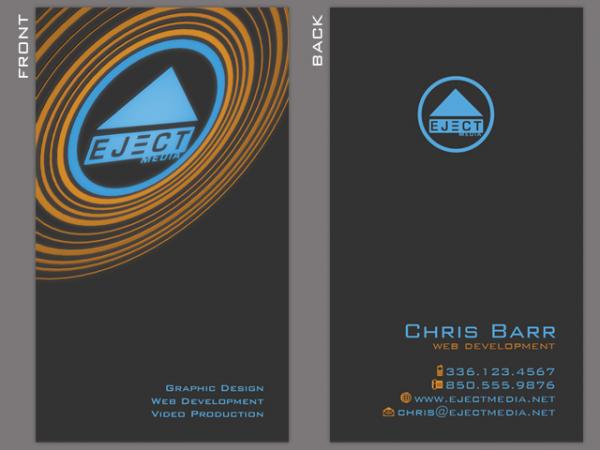 FRONT
EJECT
MEDIA
Graphic Design
Web Development
Video Production
BACK
EJECT
MEDIA
Chris Barr
WEB DEVELOPMENT
336.123.4567
850.555.9876
www.ejectmedia.net
chris@ejectmedia.net